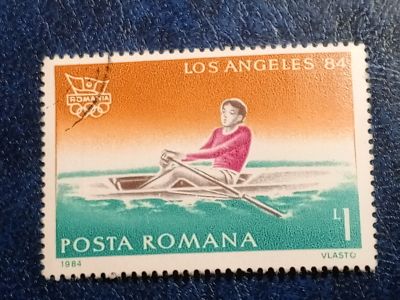 LOS ANGELES 84
ROMANIA
L1
POSTA ROMANA
1984
VLASTO